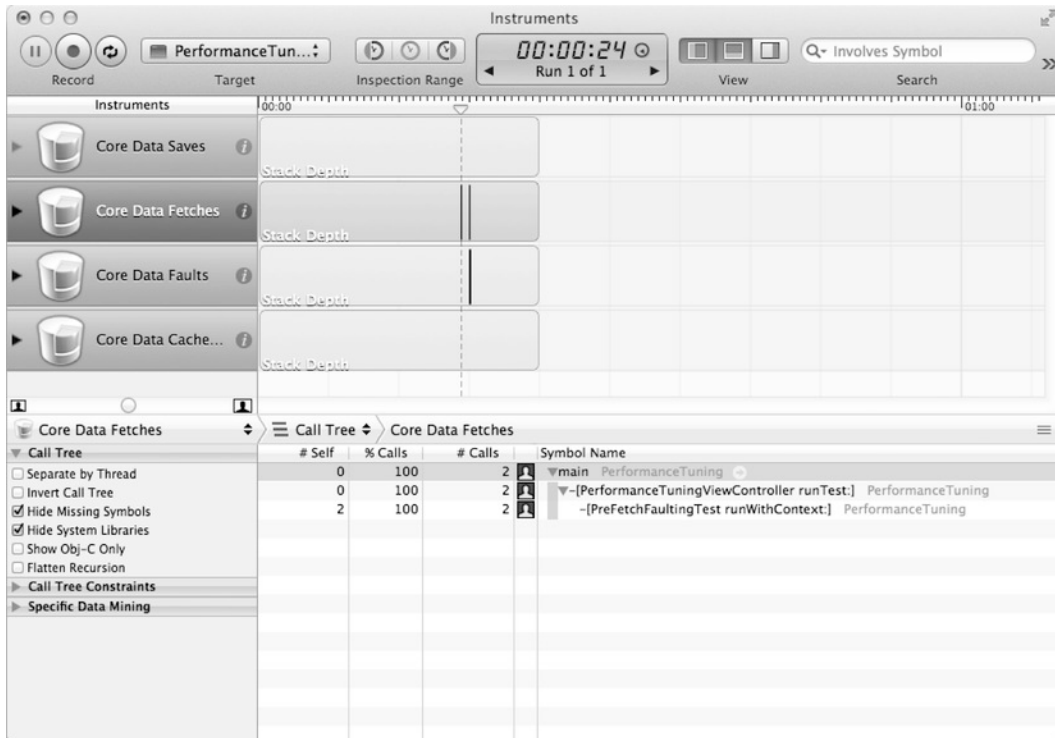 Instruments
PerformanceTun...
00:00:24
Run 1 of 1
Involves Symbol
Record
Target
Inspection Range
View
Search
Instruments
00:00
01:00
Core Data Saves
Stack Depth
Core Data Fetches
Stack Depth
Core Data Faults
Stack Depth
Core Data Cache...
Stack Depth
Core Data Fetches
Call Tree
Core Data Fetches
Call Tree
# Self
% Calls
# Calls
Symbol Name
Separate by Thread
0 100 2 main PerformanceTuning
Invert Call Tree
0 100 2 -[PerformanceTuningViewController runTest:] PerformanceTuning
Hide Missing Symbols
2 100 2 -[PreFetchFaultingTest runWithContext:] PerformanceTuning
Hide System Libraries
Show Obj-C Only
Flatten Recursion
Call Tree Constraints
Specific Data Mining